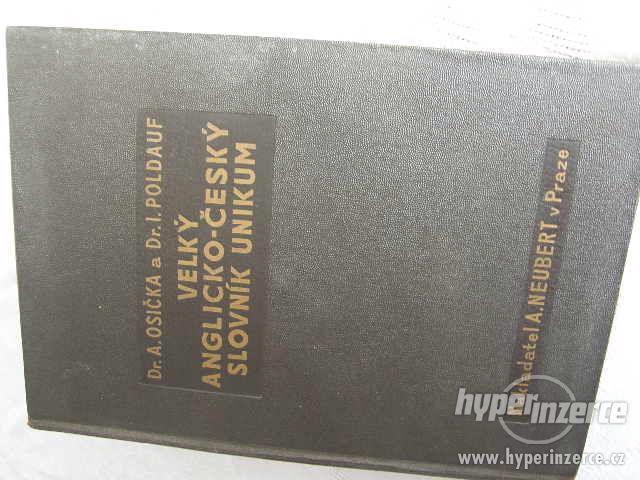 Dr. A. OSIČKA a Dr. I. POLDAUF
VELKÝ
ANGLICKO-ČESKÝ
SLOVNÍK UNIKUM
Nakladatel A. NEUBERT v Praze
hyperinzerce
www.hyperinzerce.cz